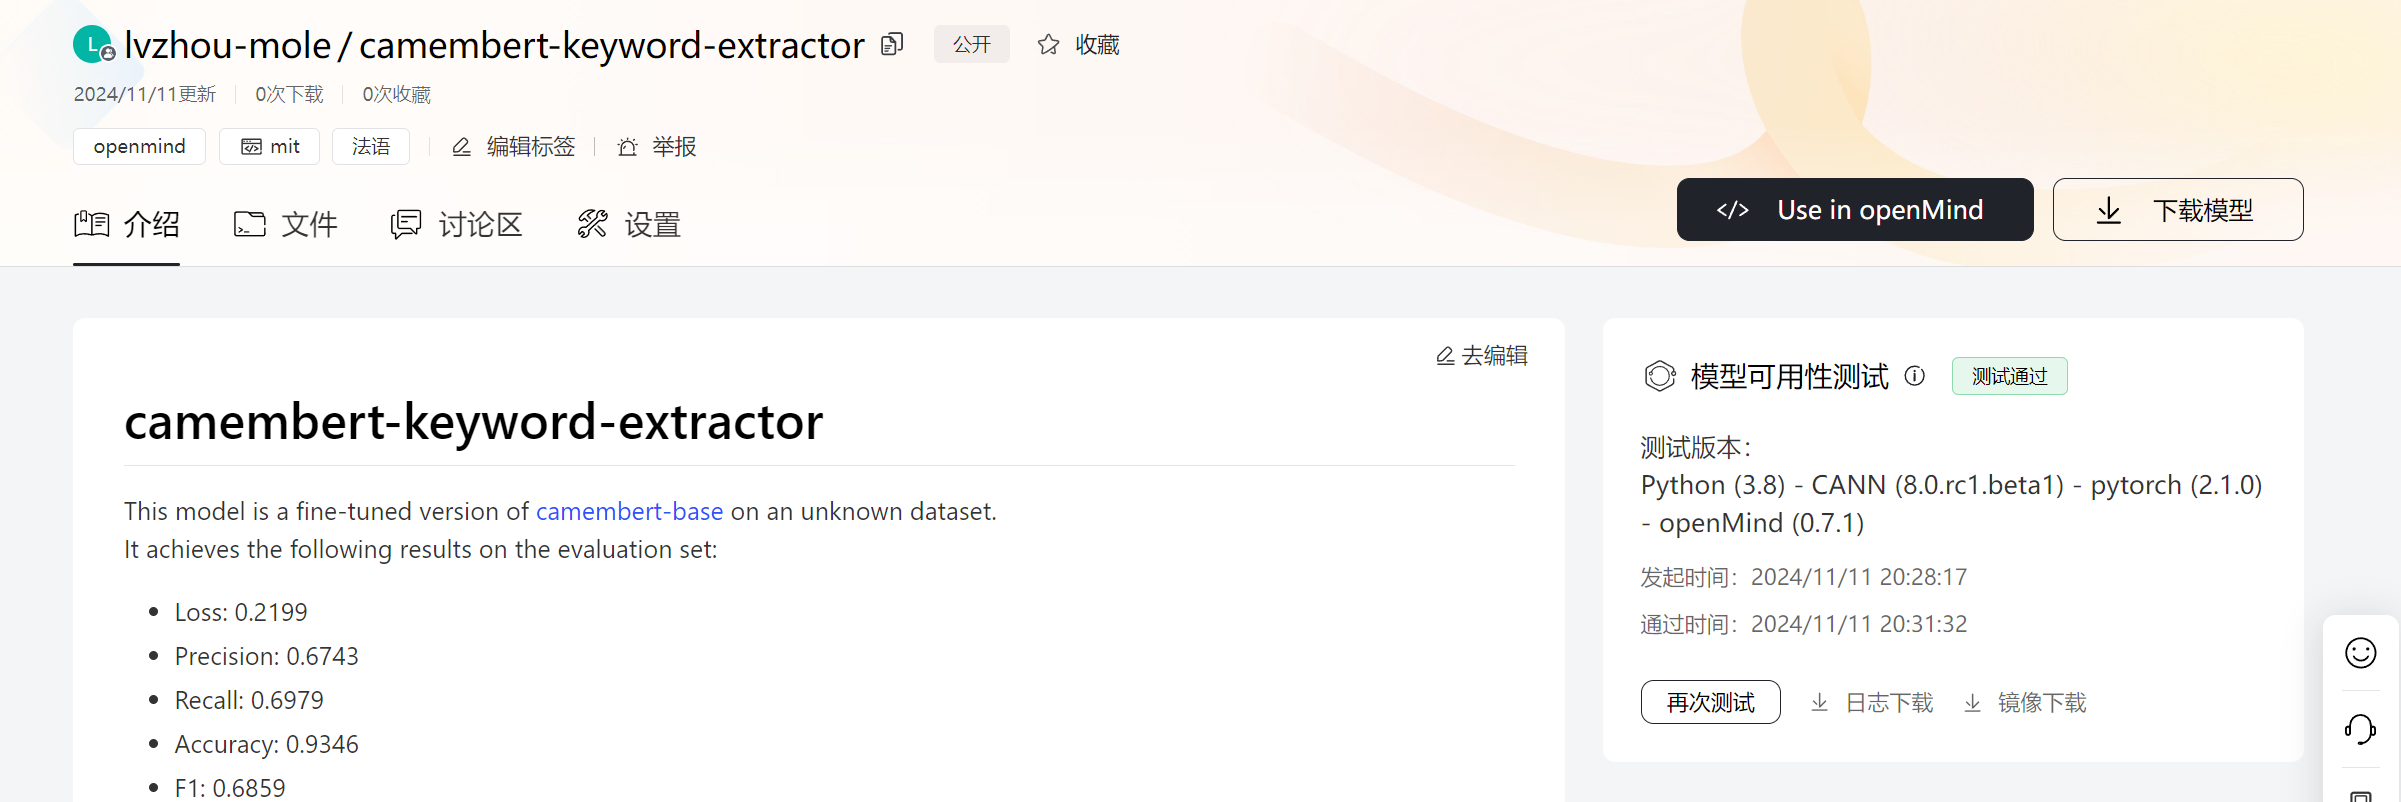 L lvzhou-mole / camembert-keyword-extractor 公开 收藏
2024/11/11更新 0次下载 0次收藏
openmind mit 法语 编辑标签 举报
介绍 文件 讨论区 设置
Use in openMind 下载模型
去编辑
camembert-keyword-extractor
This model is a fine-tuned version of camembert-base on an unknown dataset.
It achieves the following results on the evaluation set:
Loss: 0.2199
Precision: 0.6743
Recall: 0.6979
Accuracy: 0.9346
F1: 0.6859
模型可用性测试 测试通过
测试版本：
Python (3.8) - CANN (8.0.rc1.beta1) - pytorch (2.1.0)
- openMind (0.7.1)
发起时间：2024/11/11 20:28:17
通过时间：2024/11/11 20:31:32
再次测试 日志下载 镜像下载